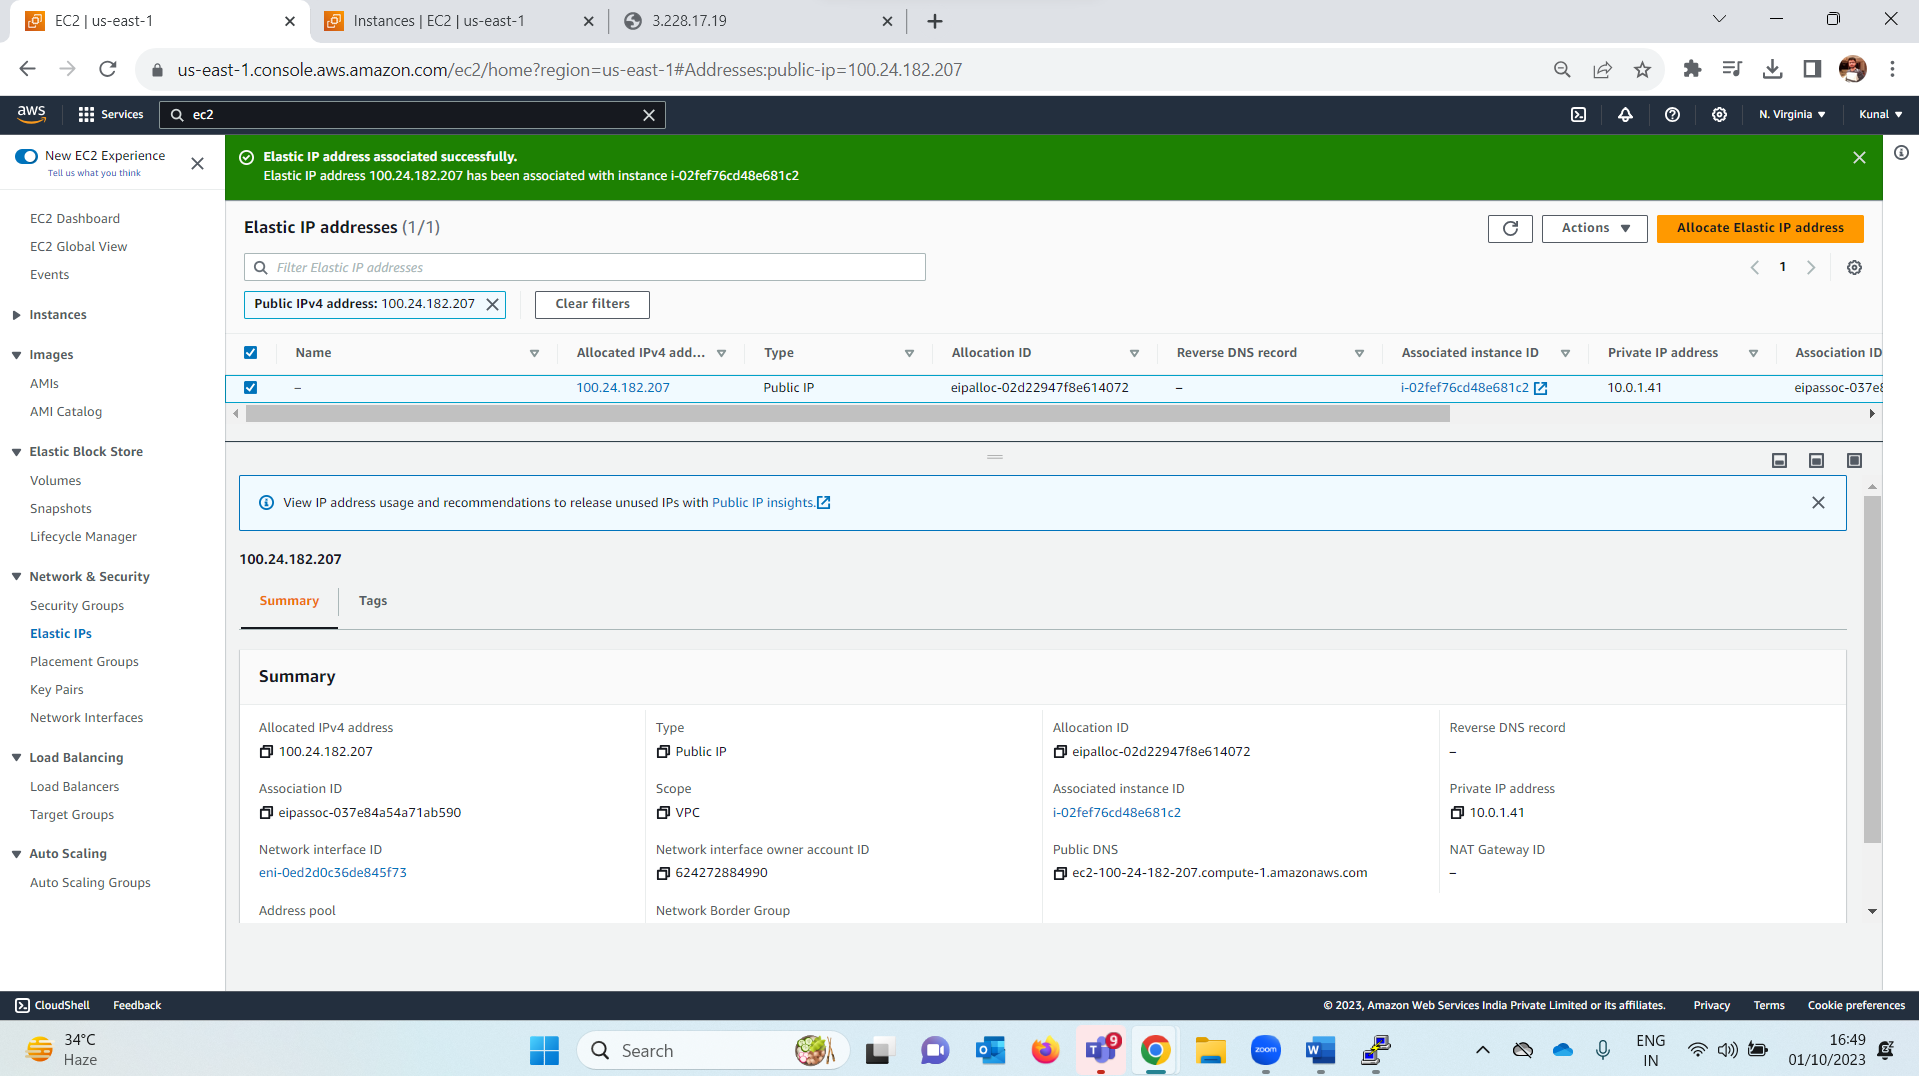 EC2 | us-east-1
Instances | EC2 | us-east-1
3.228.17.19
us-east-1.console.aws.amazon.com/ec2/home?region=us-east-1#Addresses:public-ip=100.24.182.207
aws
Services
ec2
N. Virginia
Kunal
New EC2 Experience
Tell us what you think
EC2 Dashboard
EC2 Global View
Events
Instances
Images
AMIs
AMI Catalog
Elastic Block Store
Volumes
Snapshots
Lifecycle Manager
Network & Security
Security Groups
Elastic IPs
Placement Groups
Key Pairs
Network Interfaces
Load Balancing
Load Balancers
Target Groups
Auto Scaling
Auto Scaling Groups
Elastic IP address associated successfully.
Elastic IP address 100.24.182.207 has been associated with instance i-02fef76cd48e681c2
Elastic IP addresses (1/1)
Actions
Allocate Elastic IP address
Filter Elastic IP addresses
1
Public IPv4 address: 100.24.182.207
Clear filters
Name Allocated IPv4 add... Type Allocation ID Reverse DNS record Associated instance ID Private IP address Association ID
– 100.24.182.207 Public IP eipalloc-02d22947f8e614072 – i-02fef76cd48e681c2 10.0.1.41 eipassoc-037e8
View IP address usage and recommendations to release unused IPs with Public IP insights.
100.24.182.207
Summary
Tags
Summary
Allocated IPv4 address Type Allocation ID Reverse DNS record
100.24.182.207 Public IP eipalloc-02d22947f8e614072 –
Association ID Scope Associated instance ID Private IP address
eipassoc-037e84a54a71ab590 VPC i-02fef76cd48e681c2 10.0.1.41
Network interface ID Network interface owner account ID Public DNS NAT Gateway ID
eni-0ed2d0c36de845f73 624272884990 ec2-100-24-182-207.compute-1.amazonaws.com –
Address pool Network Border Group
CloudShell Feedback
© 2023, Amazon Web Services India Private Limited or its affiliates. Privacy Terms Cookie preferences
34°C
Haze
Search
9
zoom
ENG
IN
16:49
01/10/2023